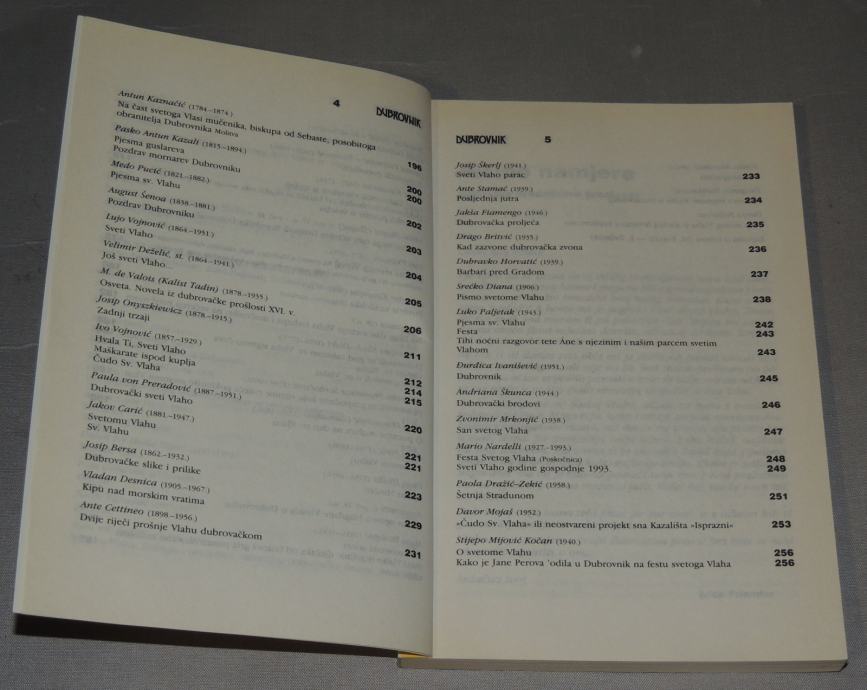 4 DUBROVNIK
Antun Kaznačić (1784.–1874.)
Na čast svetoga Vlasi mučenika, biskupa od Sebaste, posobitoga
obranitelja Dubrovnika Molitva 196
Pasko Antun Kazali (1815.–1894.)
Pjesma guslareva 200
Pozdrav mornarev Dubrovniku 200
Medo Pucić (1821.–1882.)
Pjesma sv. Vlahu 202
August Šenoa (1838.–1881.)
Pozdrav Dubrovniku 203
Lujo Vojnović (1864.–1951.)
Sveti Vlaho 204
Velimir Deželić, st. (1864.–1941.)
Još sveti Vlaho... 205
M. de Valois (Kalist Tadin) (1878.–1935.)
Osveta. Novela iz dubrovačke prošlosti XVI. v. 206
Josip Onyszkiewicz (1878.–1915.)
Zadnji trzaji 211
Ivo Vojnović (1857.–1929.)
Hvala Ti, Sveti Vlaho 212
Maškarate ispod kuplja 214
Čudo Sv. Vlaha 215
Paula von Preradović (1887.–1951.)
Dubrovački sveti Vlaho 220
Jakov Carić (1881.–1947.)
Svetomu Vlahu 221
Sv. Vlahu 221
Josip Bersa (1862.–1932.)
Dubrovačke slike i prilike 223
Vladan Desnica (1905.–1967.)
Kipu nad morskim vratima 229
Ante Cettineo (1898.–1956.)
Dvije riječi prošnje Vlahu dubrovačkom 231
DUBROVNIK 5
Josip Škerlj (1941.)
Sveti Vlaho parac 233
Ante Stamać (1939.)
Posljednja jutra 234
Jakša Fiamengo (1946.)
Dubrovačka proljeća 235
Drago Britvić (1935.)
Kad zazvone dubrovačka zvona 236
Dubravko Horvatić (1939.)
Barbari pred Gradom 237
Srećko Diana (1906.)
Pismo svetome Vlahu 238
Luko Paljetak (1943.)
Pjesma sv. Vlahu 242
Festa 243
Tihi noćni razgovor tete Ane s njezinim i našim parcem svetim
Vlahom 243
Đurđica Ivanišević (1951.)
Dubrovnik 245
Andriana Škunca (1944.)
Dubrovački brodovi 246
Zvonimir Mrkonjić (1938.)
San svetog Vlaha 247
Mario Nardelli (1927.–1993.)
Festa Svetog Vlaha (Poskočnica) 248
Sveti Vlaho godine gospodnje 1993. 249
Paola Dražić–Zekić (1958.)
Šetnja Stradunom 251
Davor Mojaš (1952.)
»Čudo Sv. Vlaha« ili neostvareni projekt sna Kazališta »Isprazni« 253
Stijepo Mijović Kočan (1940.)
O svetome Vlahu 256
Kako je Jane Perova 'odila u Dubrovnik na festu svetoga Vlaha 256